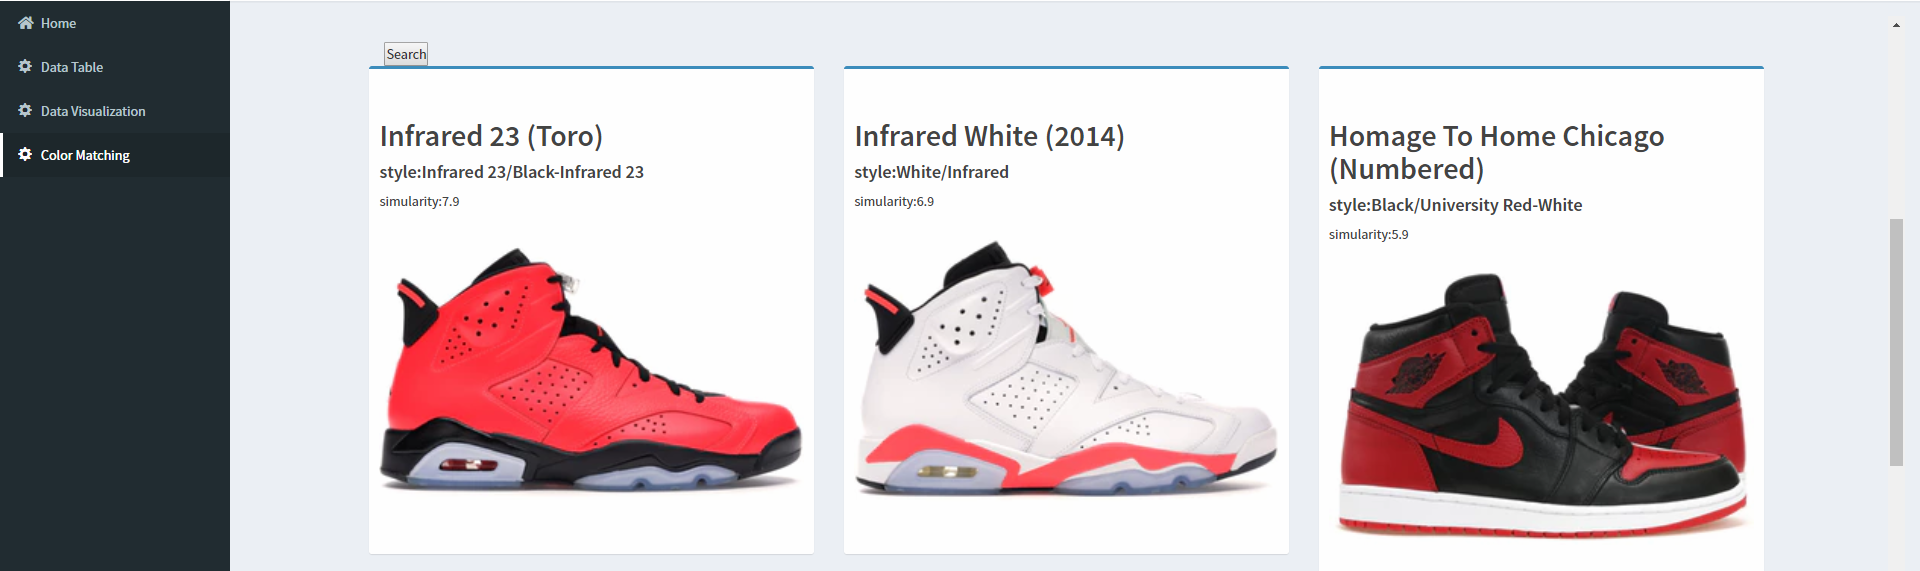 Home
Data Table
Data Visualization
Color Matching
Search
Infrared 23 (Toro)
style:Infrared 23/Black-Infrared 23
simularity:7.9
Infrared White (2014)
style:White/Infrared
simularity:6.9
Homage To Home Chicago
(Numbered)
style:Black/University Red-White
simularity:5.9